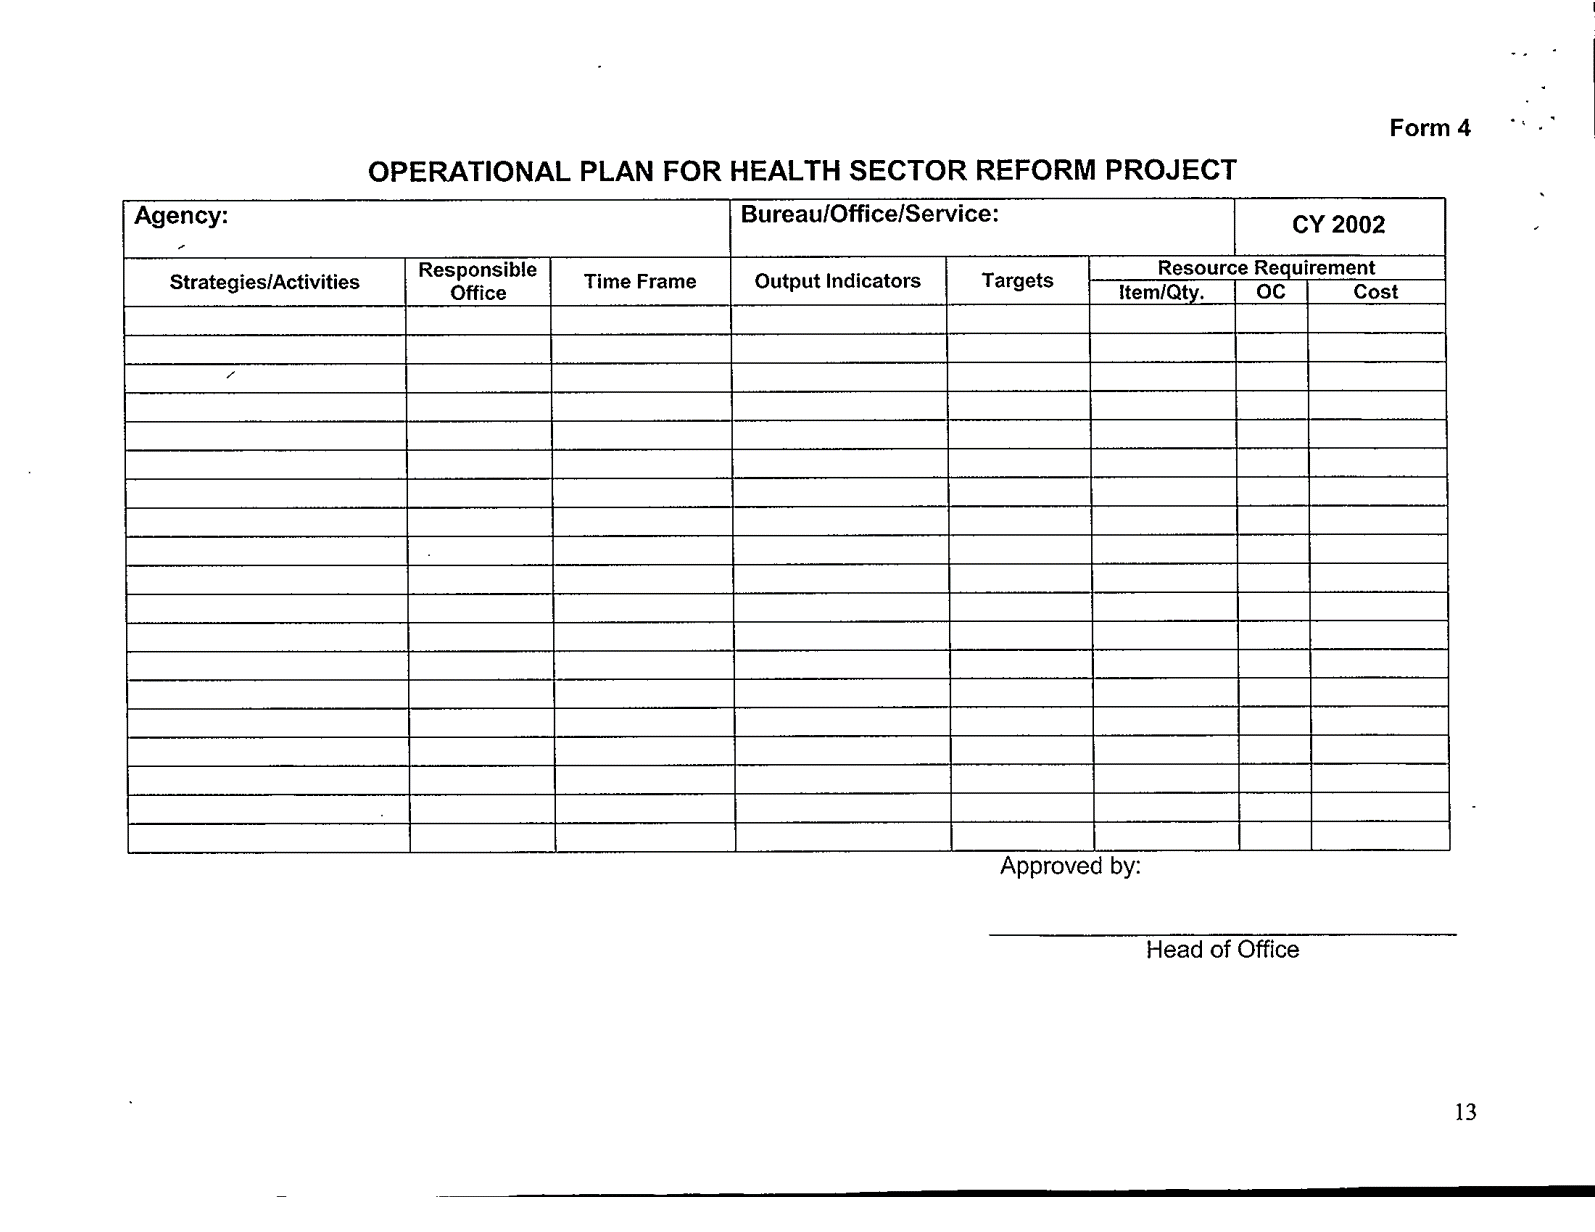 Form 4
OPERATIONAL PLAN FOR HEALTH SECTOR REFORM PROJECT
Agency:
Bureau/Office/Service:
CY 2002
Strategies/Activities
Responsible
Office
Time Frame
Output Indicators
Targets
Resource Requirement
Item/Qty.
OC
Cost
Approved by:
Head of Office
13